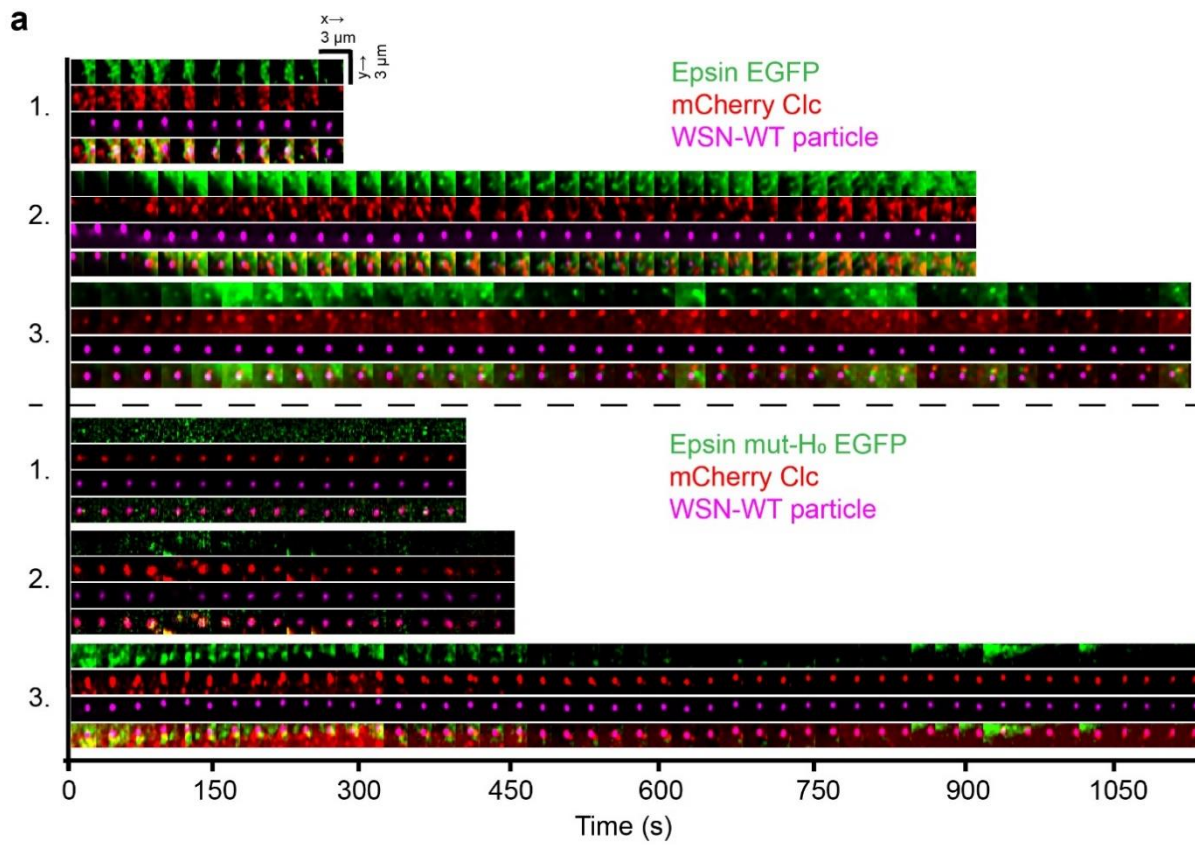 a
x→
3 µm
y→
3 µm
Epsin EGFP
mCherry Clc
WSN-WT particle
1.
2.
3.
Epsin mut-H₀ EGFP
mCherry Clc
WSN-WT particle
1.
2.
3.
0 150 300 450 600 750 900 1050
Time (s)